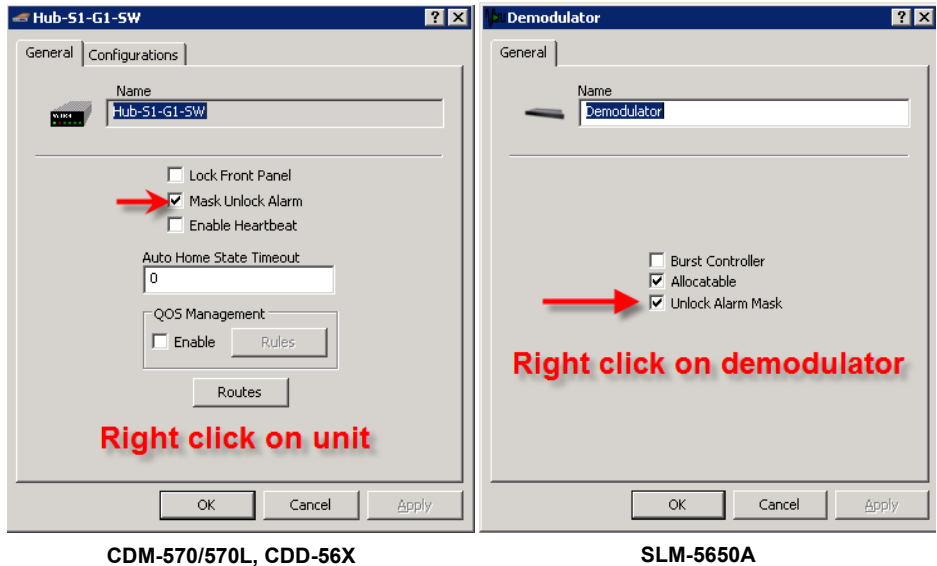 Hub-S1-G1-SW
General
Configurations
Name
Hub-S1-G1-SW
Lock Front Panel
Mask Unlock Alarm
Enable Heartbeat
Auto Home State Timeout
0
QOS Management
Enable
Rules
Routes
Right click on unit
OK
Cancel
Apply
CDM-570/570L, CDD-56X
Demodulator
General
Name
Demodulator
Burst Controller
Allocatable
Unlock Alarm Mask
Right click on demodulator
OK
Cancel
Apply
SLM-5650A